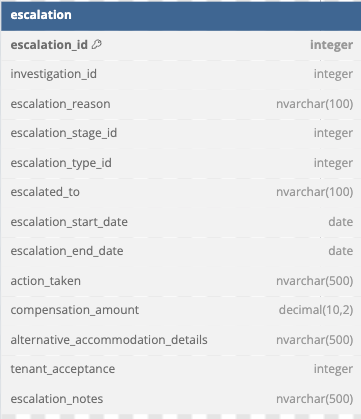 escalation
escalation_id integer
investigation_id integer
escalation_reason nvarchar(100)
escalation_stage_id integer
escalation_type_id integer
escalated_to nvarchar(100)
escalation_start_date date
escalation_end_date date
action_taken nvarchar(500)
compensation_amount decimal(10,2)
alternative_accommodation_details nvarchar(500)
tenant_acceptance integer
escalation_notes nvarchar(500)